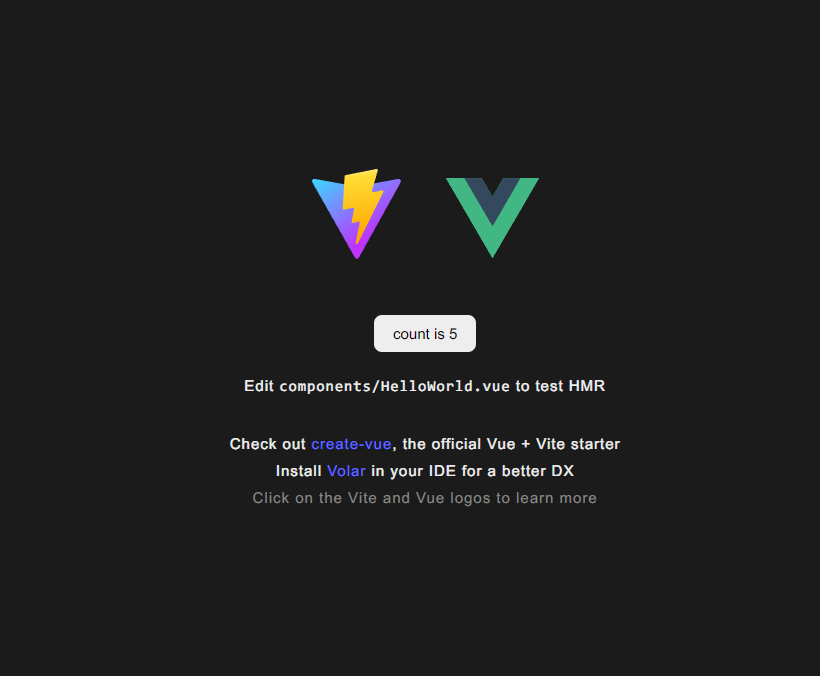 count is 5
Edit components/HelloWorld.vue to test HMR
Check out create-vue, the official Vue + Vite starter
Install Volar in your IDE for a better DX
Click on the Vite and Vue logos to learn more